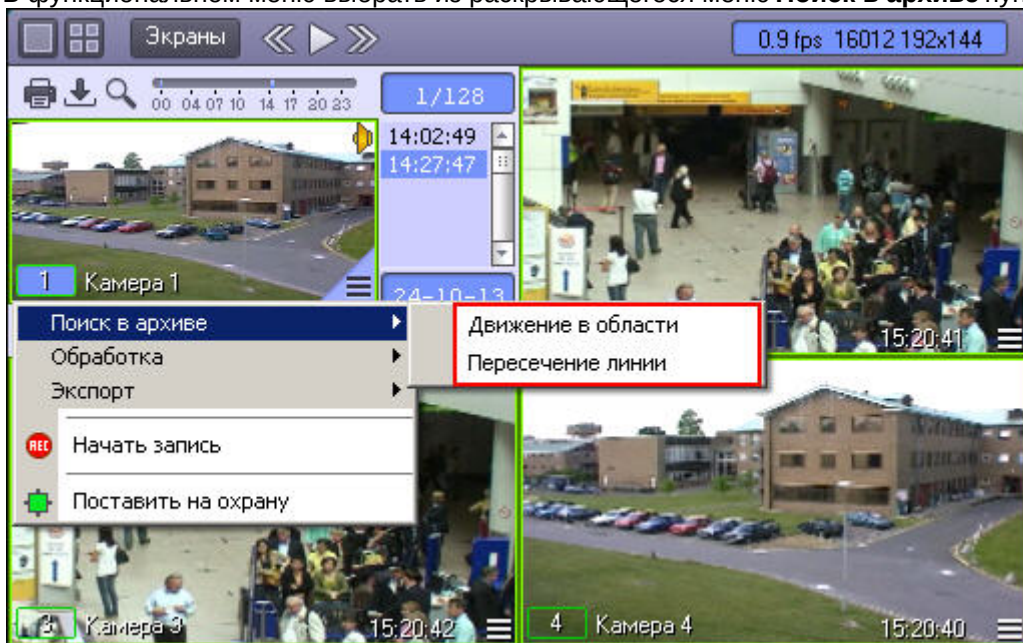 В функциональном меню выбрать из раскрывающегося меню Поиск в архиве
Экраны
0.9 fps 16012 192x144
00 04 07 10 14 17 20 23
1/128
14:02:49
14:27:47
1 Камера 1
24-10-13
Поиск в архиве
Движение в области
Обработка
Пересечение линии
Экспорт
15:20:41
REC
Начать запись
Поставить на охрану
3 Камера 3
15:20:42
4 Камера 4
15:20:40